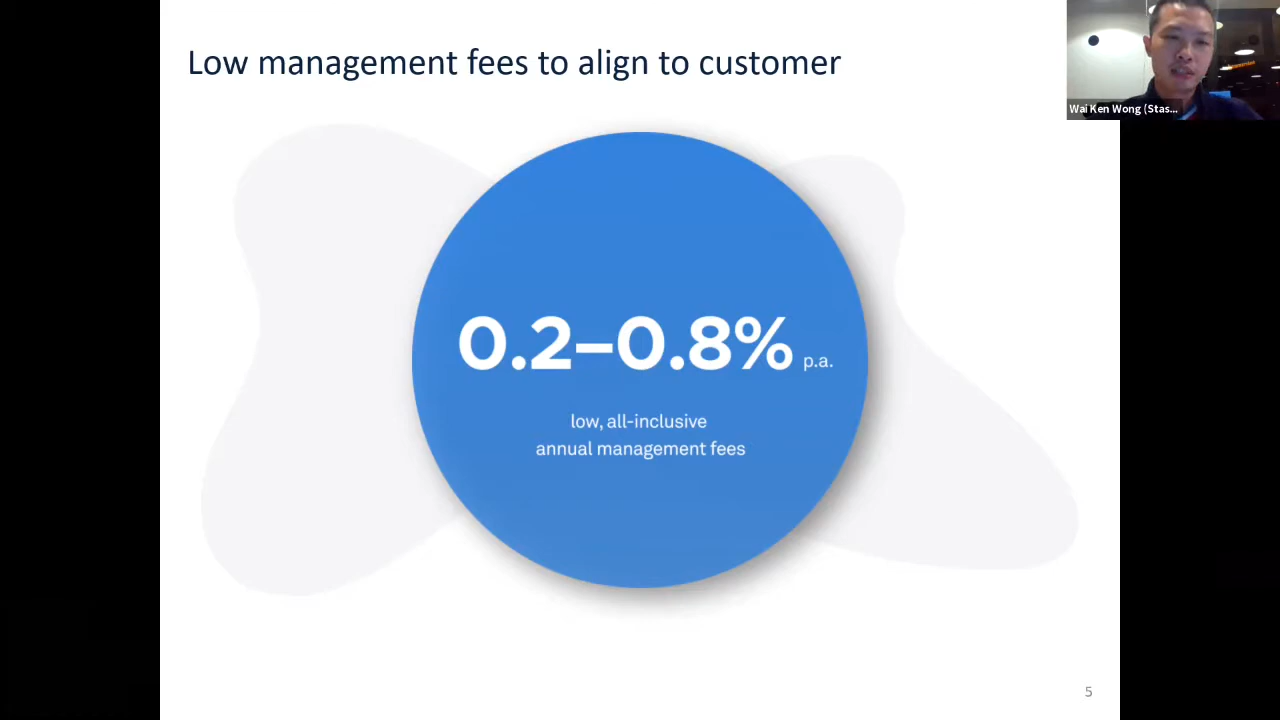 Low management fees to align to customer
Wai Ken Wong (Stas...
0.2–0.8% p.a.
low, all-inclusive
annual management fees
5